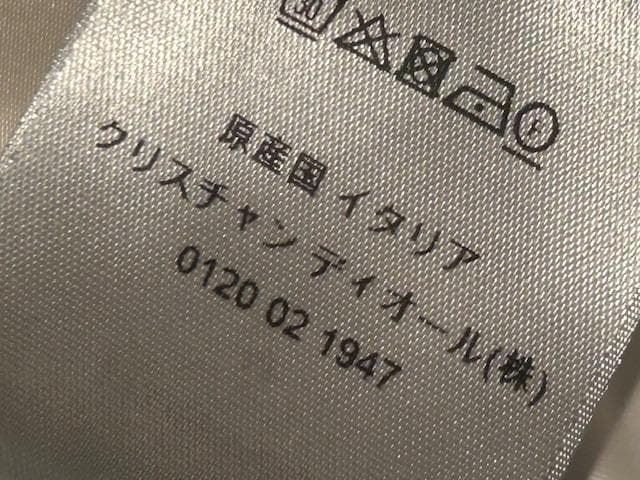 30
原産国 イタリア
クリスチャン ディオール(株)
0120 02 1947